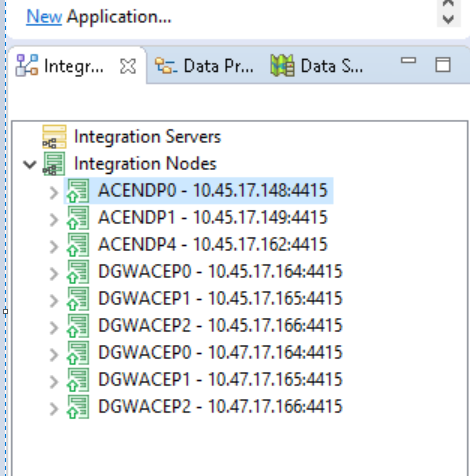 New Application...
Integr... Data Pr... Data S...
Integration Servers
Integration Nodes
ACENDP0 - 10.45.17.148:4415
ACENDP1 - 10.45.17.149:4415
ACENDP4 - 10.45.17.162:4415
DGWACEP0 - 10.45.17.164:4415
DGWACEP1 - 10.45.17.165:4415
DGWACEP2 - 10.45.17.166:4415
DGWACEP0 - 10.47.17.164:4415
DGWACEP1 - 10.47.17.165:4415
DGWACEP2 - 10.47.17.166:4415